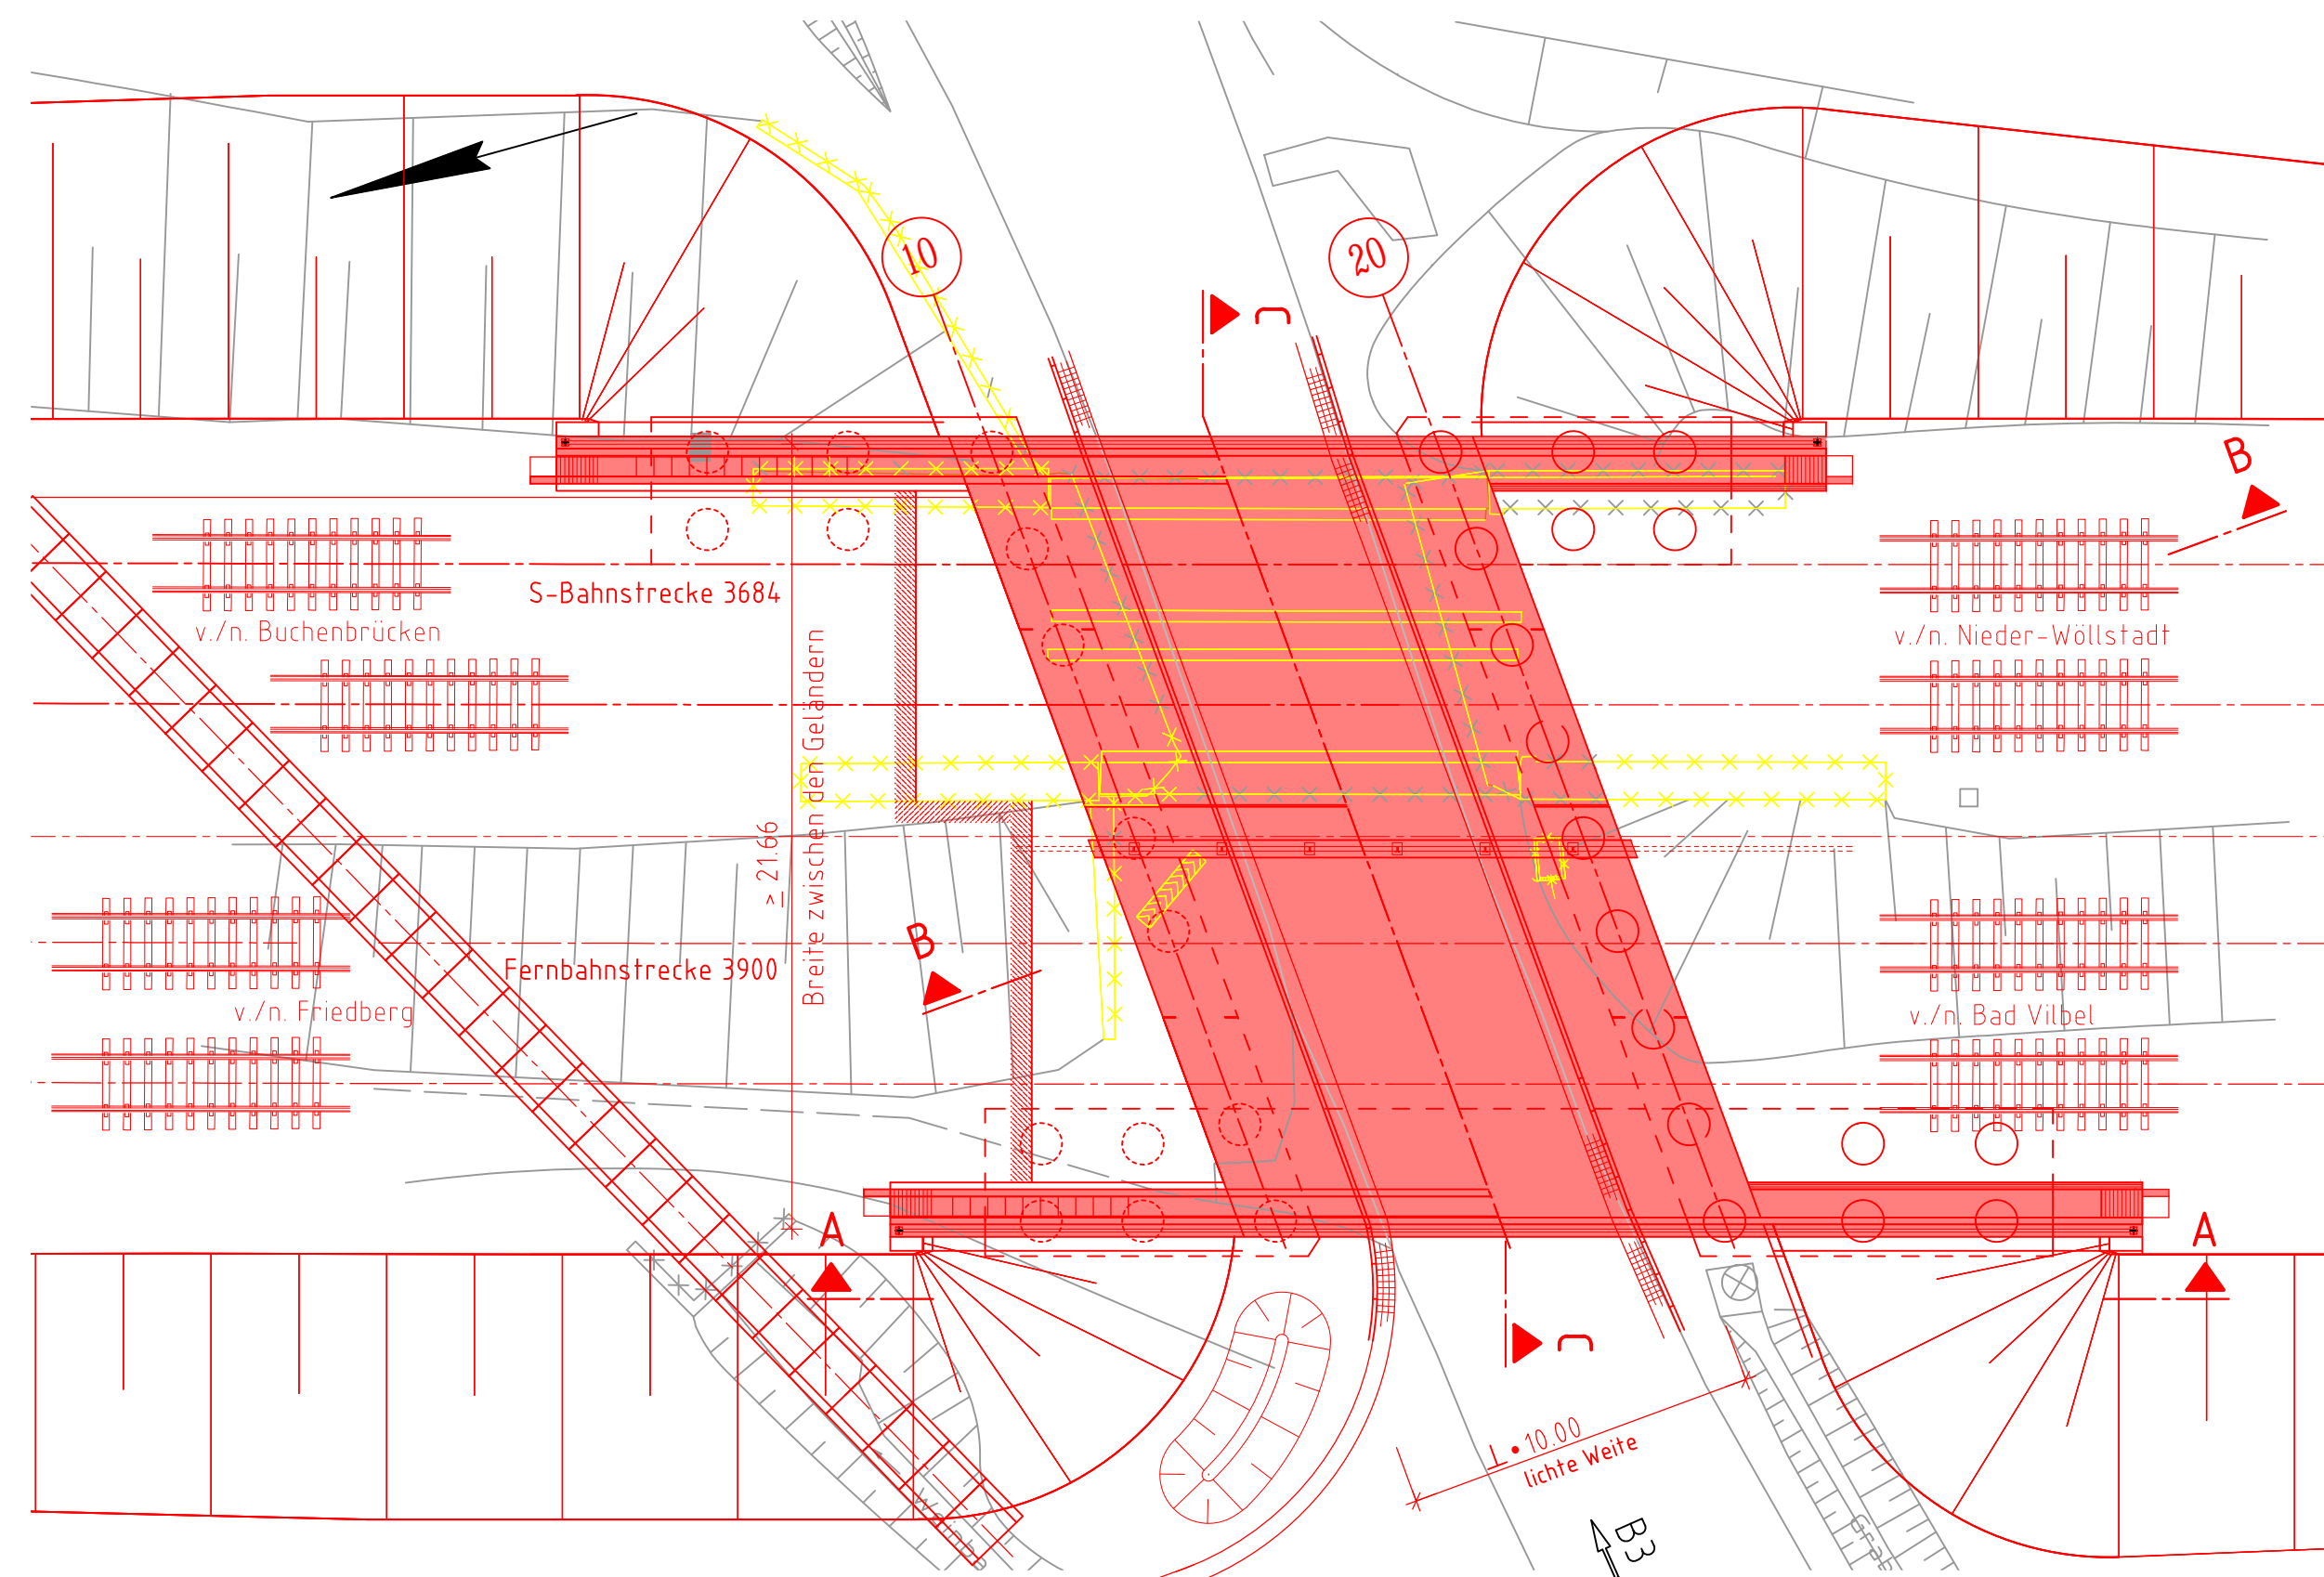 10
20
C
B
S-Bahnstrecke 3684
v./n. Buchenbrücken
v./n. Nieder-Wöllstadt
≥ 21.66
Breite zwischen den Geländern
B
Fernbahnstrecke 3900
v./n. Friedberg
v./n. Bad Vilbel
A
A
C
⊥ • 10.00
lichte Weite
B3